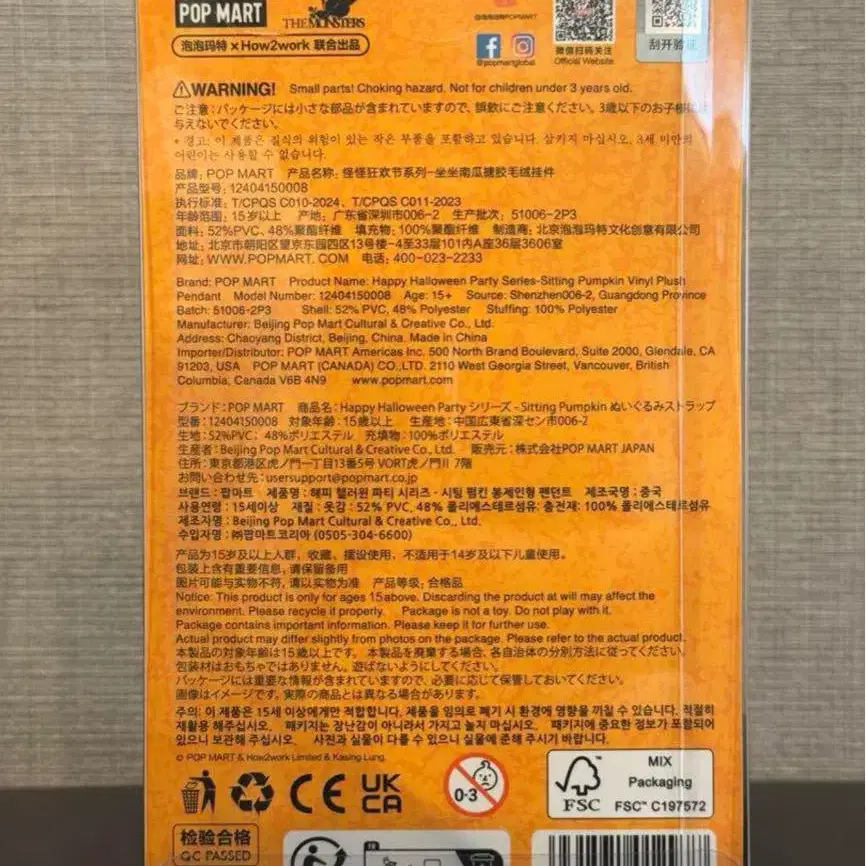 POP MART
THE MONSTERS
泡泡玛特 × How2work 联合出品
@popmartglobal
微信扫码关注
Official Website
刮开验证
WARNING! Small parts! Choking hazard. Not for children under 3 years old.
ご注意:パッケージには小さな部品が含まれていますので、誤飲にご注意ください。3歳以下のお子様には
与えないでください。
* 경고: 이 제품은 질식의 위험이 있는 작은 부품을 포함하고 있습니다. 삼키지 마십시오. 3세 미만의
어린이는 사용할 수 없습니다.
品牌: POP MART 产品名称: 怪怪狂欢节系列-坐坐南瓜搪胶毛绒挂件
产品型号: 12404150008
执行标准: T/CPQS C010-2024、T/CPQS C011-2023
年龄范围: 15岁以上 产地: 广东省深圳市006-2 生产批次: 51006-2P3
面料: 52%PVC、48%聚酯纤维 填充物: 100%聚酯纤维 制造商: 北京泡泡玛特文化创意有限公司
地址: 北京市朝阳区望京东园四区13号楼-4至33层101内A座36层3606室
网址: WWW.POPMART.COM 电话: 400-023-2233
Brand: POP MART Product Name: Happy Halloween Party Series-Sitting Pumpkin Vinyl Plush
Pendant Model Number: 12404150008 Age: 15+ Source: Shenzhen006-2, Guangdong Province
Batch: 51006-2P3 Shell: 52% PVC, 48% Polyester Stuffing: 100% Polyester
Manufacturer: Beijing Pop Mart Cultural & Creative Co., Ltd.
Address: Chaoyang District, Beijing, China. Made in China
Importer/Distributor: POP MART Americas Inc. 500 North Brand Boulevard, Suite 2000, Glendale, CA
91203, USA POP MART (CANADA) CO.,LTD. 2110 West Georgia Street, Vancouver, British
Columbia, Canada V6B 4N9 www.popmart.com
ブランド: POP MART 商品名: Happy Halloween Party シリーズ - Sitting Pumpkin ぬいぐるみストラップ
型番: 12404150008 対象年齢: 15歳以上 生産地: 中国広東省深セン市006-2
生地: 52%PVC; 48%ポリエステル 充填物: 100%ポリエステル
生産者: Beijing Pop Mart Cultural & Creative Co., Ltd. 販売元: 株式会社POP MART JAPAN
住所: 東京都港区虎ノ門一丁目13番5号 VORT虎ノ門II 7階
お問い合わせ先: usersupport@popmart.co.jp
브랜드 : 팝마트 제품명 : 해피 핼러윈 파티 시리즈 - 시팅 펌킨 봉제인형 펜던트 제조국명 : 중국
사용연령 : 15세이상 재질 : 옷감 : 52% PVC, 48% 폴리에스테르섬유; 충전재: 100% 폴리에스테르섬유
제조자명 : Beijing Pop Mart Cultural & Creative Co., Ltd.
수입자명 : ㈜팝마트코리아 (0505-304-6600)
产品为15岁及以上人群, 收藏、摆设使用, 不适用于14岁及以下儿童使用。
包装上含有重要信息, 请保留备用
图片可能与实物不符, 请以实物为准 产品等级: 合格品
Notice: This product is only for ages 15 above. Discarding the product at will may affect the
environment. Please recycle it properly. Package is not a toy. Do not play with it.
Package contains important information. Please keep it for further use.
Actual product may differ slightly from photos on the package. Please refer to the actual product.
本製品の対象年齢は15歳以上です。 本製品を廃棄する場合、各自治体の分別方法に従ってください。
包装材はおもちゃではありません。遊ばないようにしてください。
パッケージには重要な情報が含まれていますので、必要に応じて保管しておいてください。
画像はイメージです。実際の商品とは異なる場合があります。
주의: 이 제품은 15세 이상에게만 적합합니다. 제품을 임의로 폐기 시 환경에 영향을 끼칠 수 있습니다. 적절히
재활용 해주십시오. 패키지는 장난감이 아니라서 가지고 놀지 마십시오. 패키지에 중요한 정보가 포함되어
있으니 보관해 주십시오. 사진과 실물이 다를 수 있으니 실물에 준해 주시기 바랍니다.
© POP MART & How2work Limited & Kasing Lung.
CE
UK
CA
0-3
FSC
MIX
Packaging
FSC™ C197572
检验合格
QC PASSED
FR